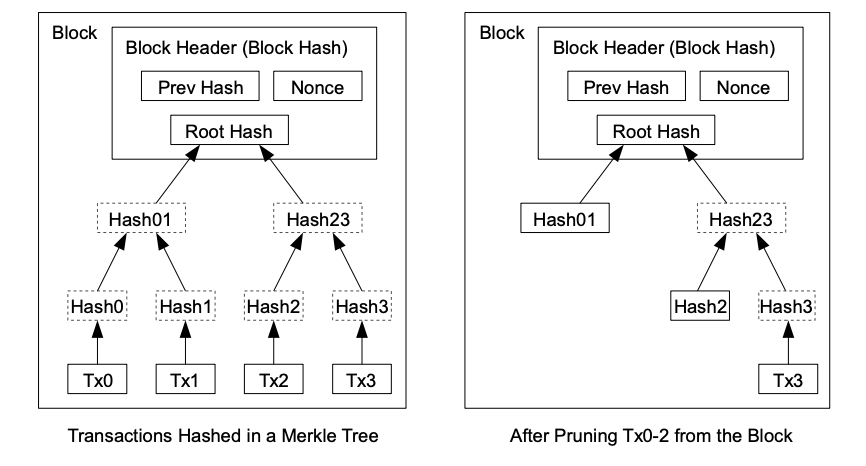 Block
Block Header (Block Hash)
Prev Hash
Nonce
Root Hash
Hash01
Hash23
Hash0
Hash1
Hash2
Hash3
Tx0
Tx1
Tx2
Tx3
Transactions Hashed in a Merkle Tree
Block
Block Header (Block Hash)
Prev Hash
Nonce
Root Hash
Hash01
Hash23
Hash2
Hash3
Tx3
After Pruning Tx0-2 from the Block